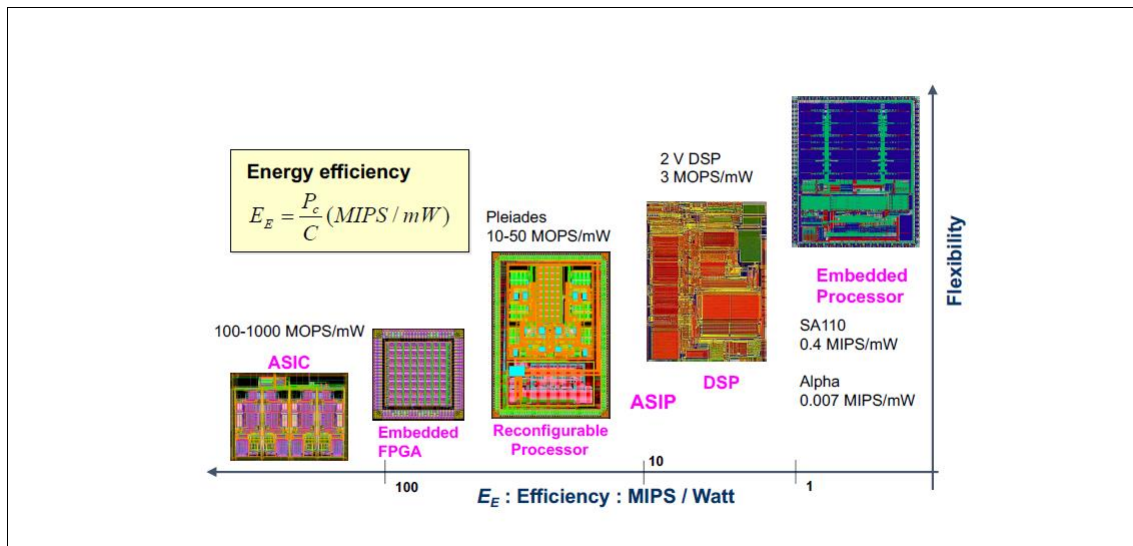 Energy efficiency
E_E = P_c / C (MIPS / mW)
2 V DSP
3 MOPS/mW
Pleiades
10-50 MOPS/mW
Flexibility
Embedded
Processor
SA110
0.4 MIPS/mW
Alpha
0.007 MIPS/mW
100-1000 MOPS/mW
ASIC
DSP
ASIP
Embedded
FPGA
Reconfigurable
Processor
100
10
1
E_E : Efficiency : MIPS / Watt